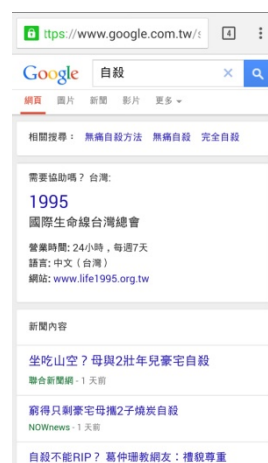 ttps://www.google.com.tw/s
4
Google 自殺
網頁 圖片 新聞 影片 更多
相關搜尋： 無痛自殺方法 無痛自殺 完全自殺
需要協助嗎？台灣:
1995
國際生命線台灣總會
營業時間: 24小時，每週7天
語言: 中文（台灣）
網站: www.life1995.org.tw
新聞內容
坐吃山空？母與2壯年兒豪宅自殺
聯合新聞網 - 1 天前
窮得只剩豪宅母攜2子燒炭自殺
NOWnews - 1 天前
自殺不能RIP？葛仲珊教網友：禮貌尊重